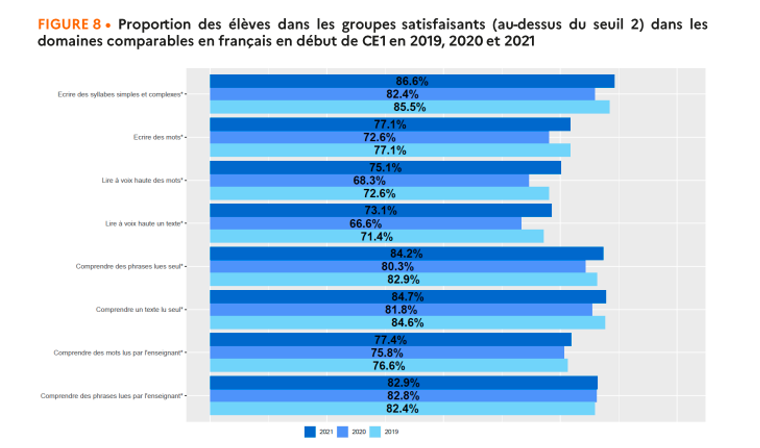 FIGURE 8 • Proportion des élèves dans les groupes satisfaisants (au-dessus du seuil 2) dans les
domaines comparables en français en début de CE1 en 2019, 2020 et 2021
86.6%
Ecrire des syllabes simples et complexes*
82.4%
85.5%
77.1%
Ecrire des mots*
72.6%
77.1%
75.1%
Lire à voix haute des mots*
68.3%
72.6%
73.1%
Lire à voix haute un texte*
66.6%
71.4%
84.2%
Comprendre des phrases lues seul*
80.3%
82.9%
84.7%
Comprendre un texte lu seul*
81.8%
84.6%
77.4%
Comprendre des mots lus par l'enseignant*
75.8%
76.6%
82.9%
Comprendre des phrases lues par l'enseignant*
82.8%
82.4%
2021 2020 2019